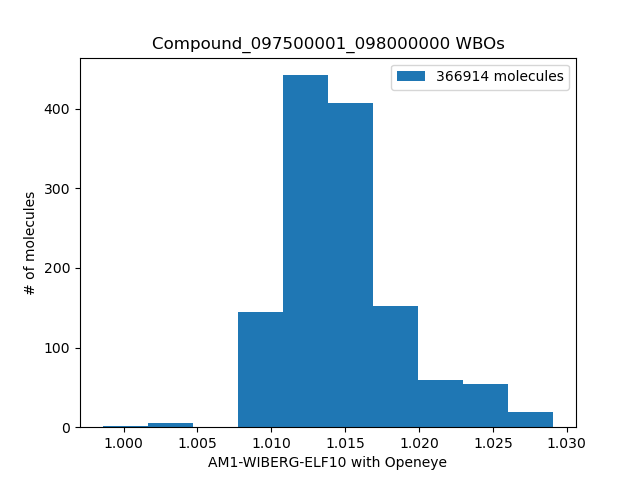 Compound_097500001_098000000 WBOs
366914 molecules
# of molecules
400
300
200
100
0
1.000 1.005 1.010 1.015 1.020 1.025 1.030
AM1-WIBERG-ELF10 with Openeye